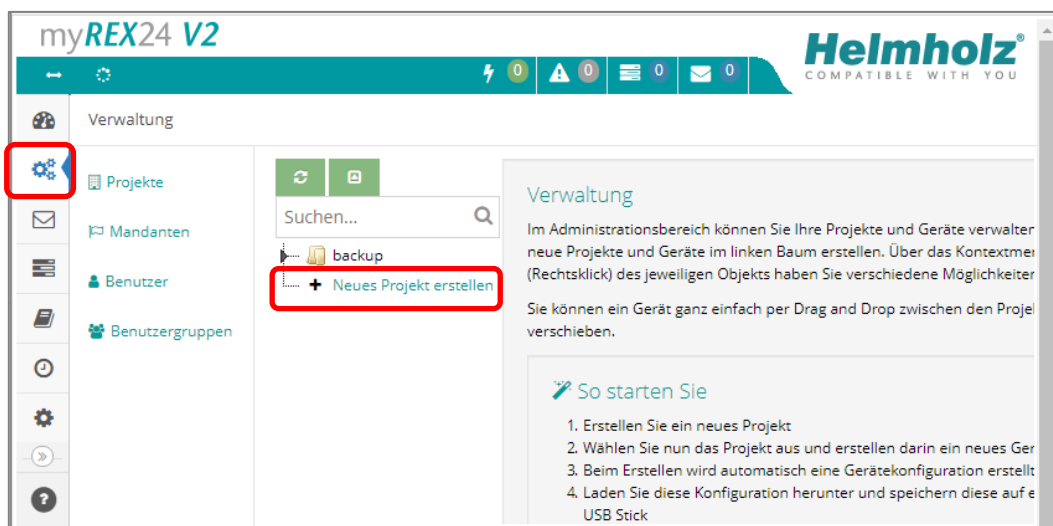 myREX24 V2
Helmholz®
COMPATIBLE WITH YOU
0 0 0 0
Verwaltung
Projekte
Mandanten
Benutzer
Benutzergruppen
Suchen...
backup
Neues Projekt erstellen
Verwaltung
Im Administrationsbereich können Sie Ihre Projekte und Geräte verwalten
neue Projekte und Geräte im linken Baum erstellen. Über das Kontextmen
(Rechtsklick) des jeweiligen Objekts haben Sie verschiedene Möglichkeiten
Sie können ein Gerät ganz einfach per Drag and Drop zwischen den Projek
verschieben.
So starten Sie
1. Erstellen Sie ein neues Projekt
2. Wählen Sie nun das Projekt aus und erstellen darin ein neues Ger
3. Beim Erstellen wird automatisch eine Gerätekonfiguration erstellt
4. Laden Sie diese Konfiguration herunter und speichern diese auf e
USB Stick